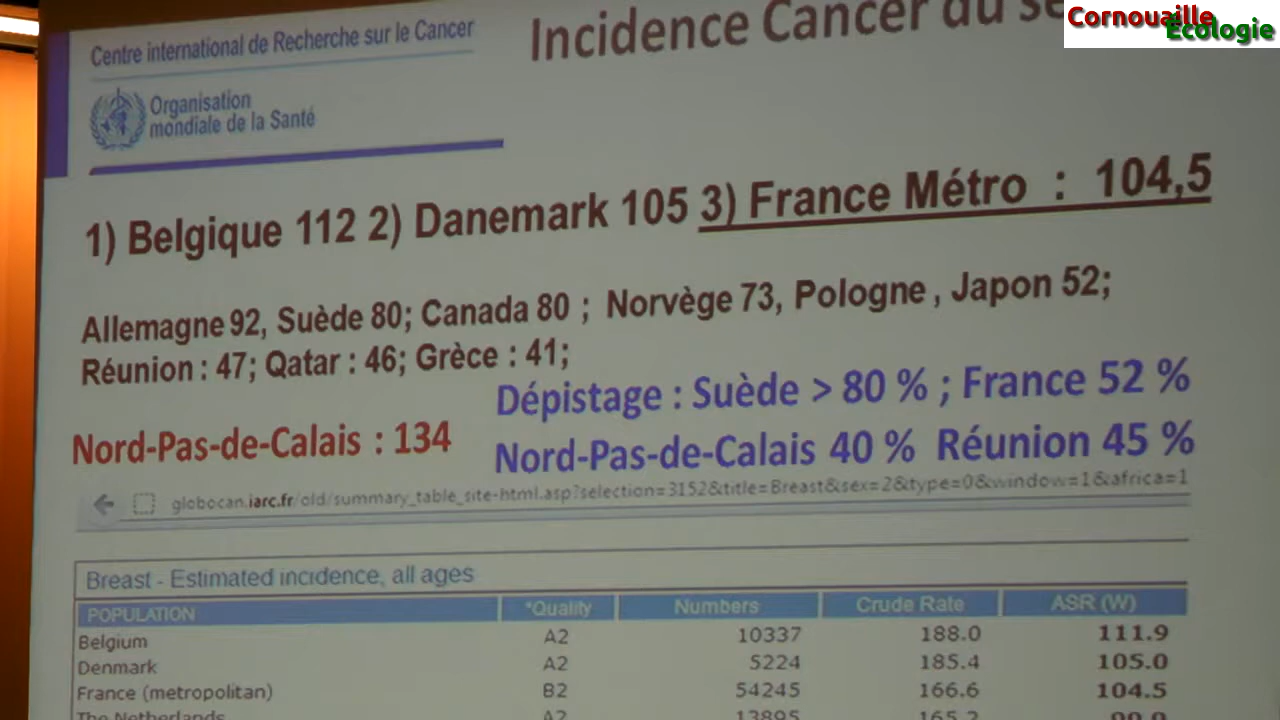 Cornouaille
Écologie
Centre international de Recherche sur le Cancer
Incidence Cancer du
Organisation
mondiale de la Santé
1) Belgique 112 2) Danemark 105 3) France Métro : 104,5
Allemagne 92, Suède 80; Canada 80 ; Norvège 73, Pologne , Japon 52;
Réunion : 47; Qatar : 46; Grèce : 41;
Dépistage : Suède > 80 % ; France 52 %
Nord-Pas-de-Calais : 134
Nord-Pas-de-Calais 40 % Réunion 45 %
globocan.iarc.fr/old/summary_table_site-html.asp?selection=3152&title=Breast&sex=2&type=0&window=1&africa=1
Breast - Estimated incidence, all ages
POPULATION *Quality Numbers Crude Rate ASR (W)
Belgium A2 10337 188.0 111.9
Denmark A2 5224 185.4 105.0
France (metropolitan) B2 54245 166.6 104.5
The Netherlands A2 13895 165.2